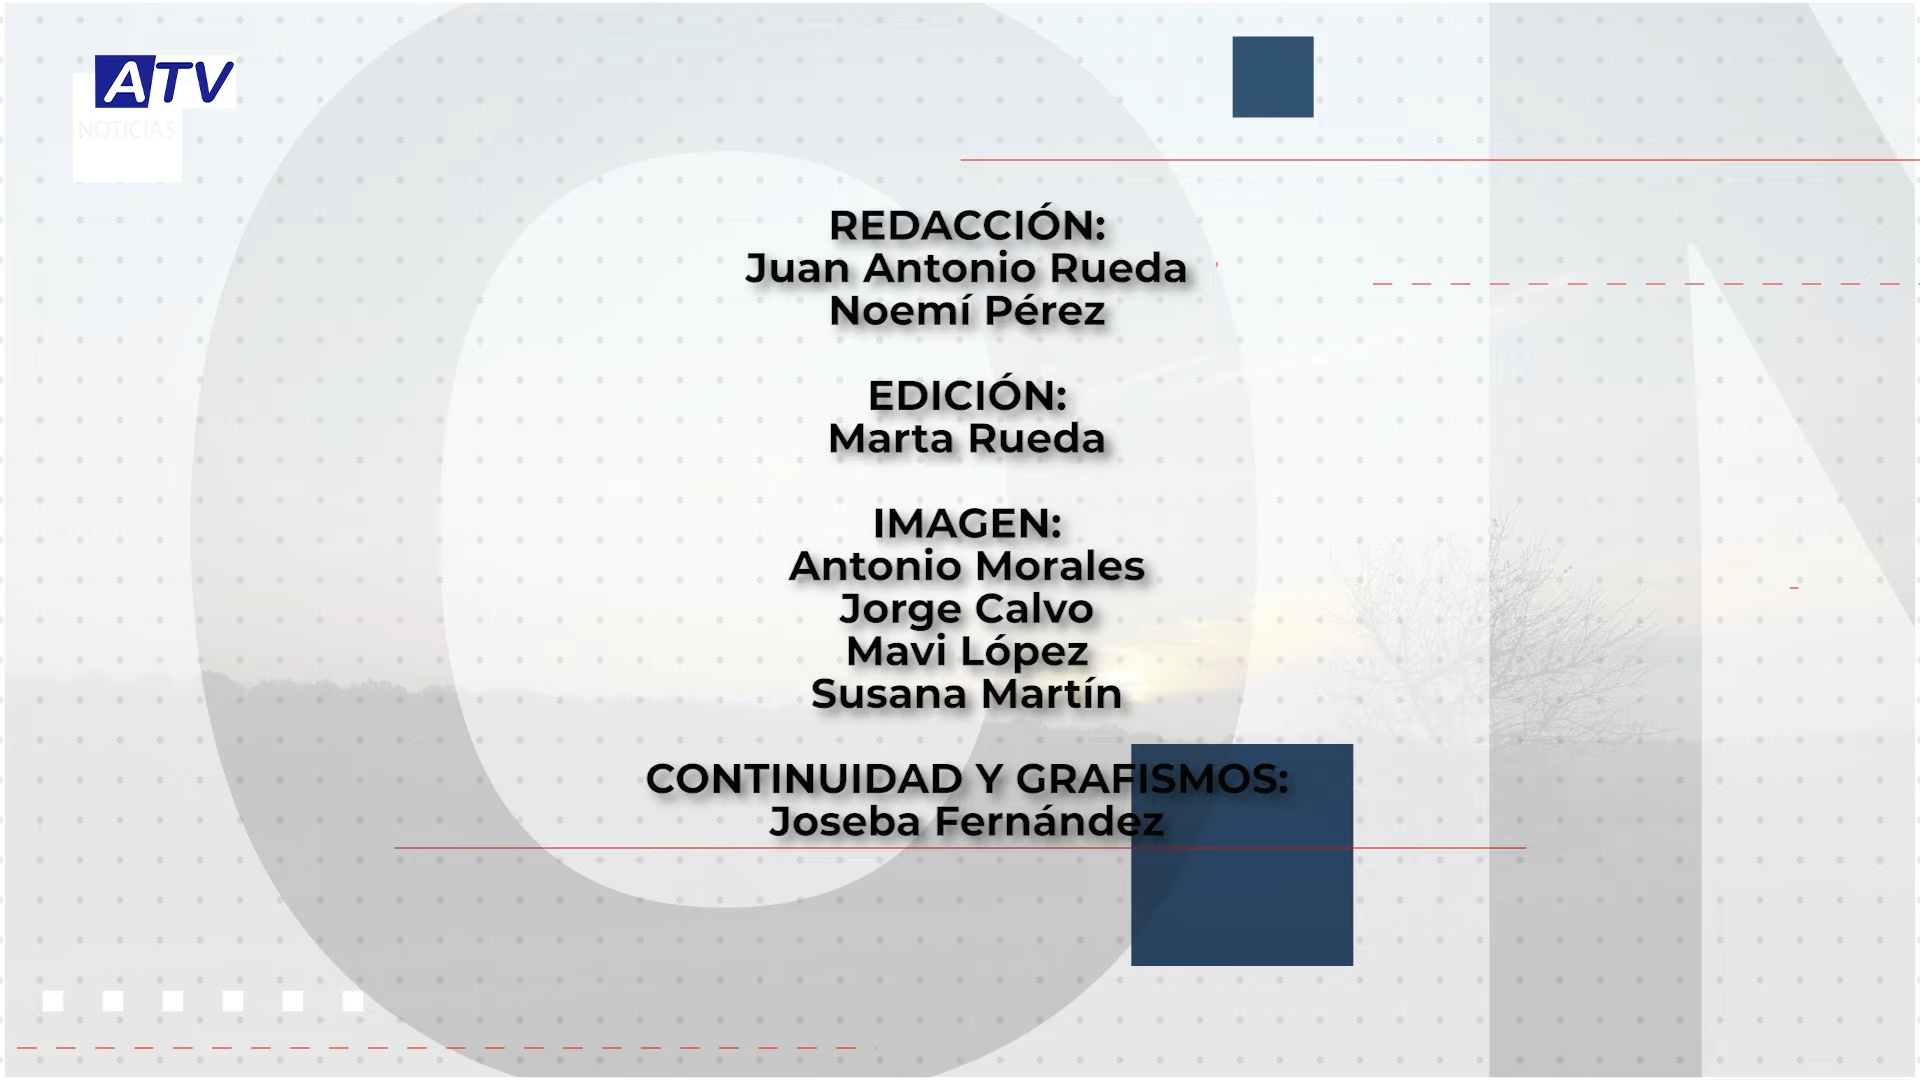 ATV
NOTICIAS
REDACCIÓN:
Juan Antonio Rueda
Noemí Pérez
EDICIÓN:
Marta Rueda
IMAGEN:
Antonio Morales
Jorge Calvo
Mavi López
Susana Martín
CONTINUIDAD Y GRAFISMOS:
Joseba Fernández